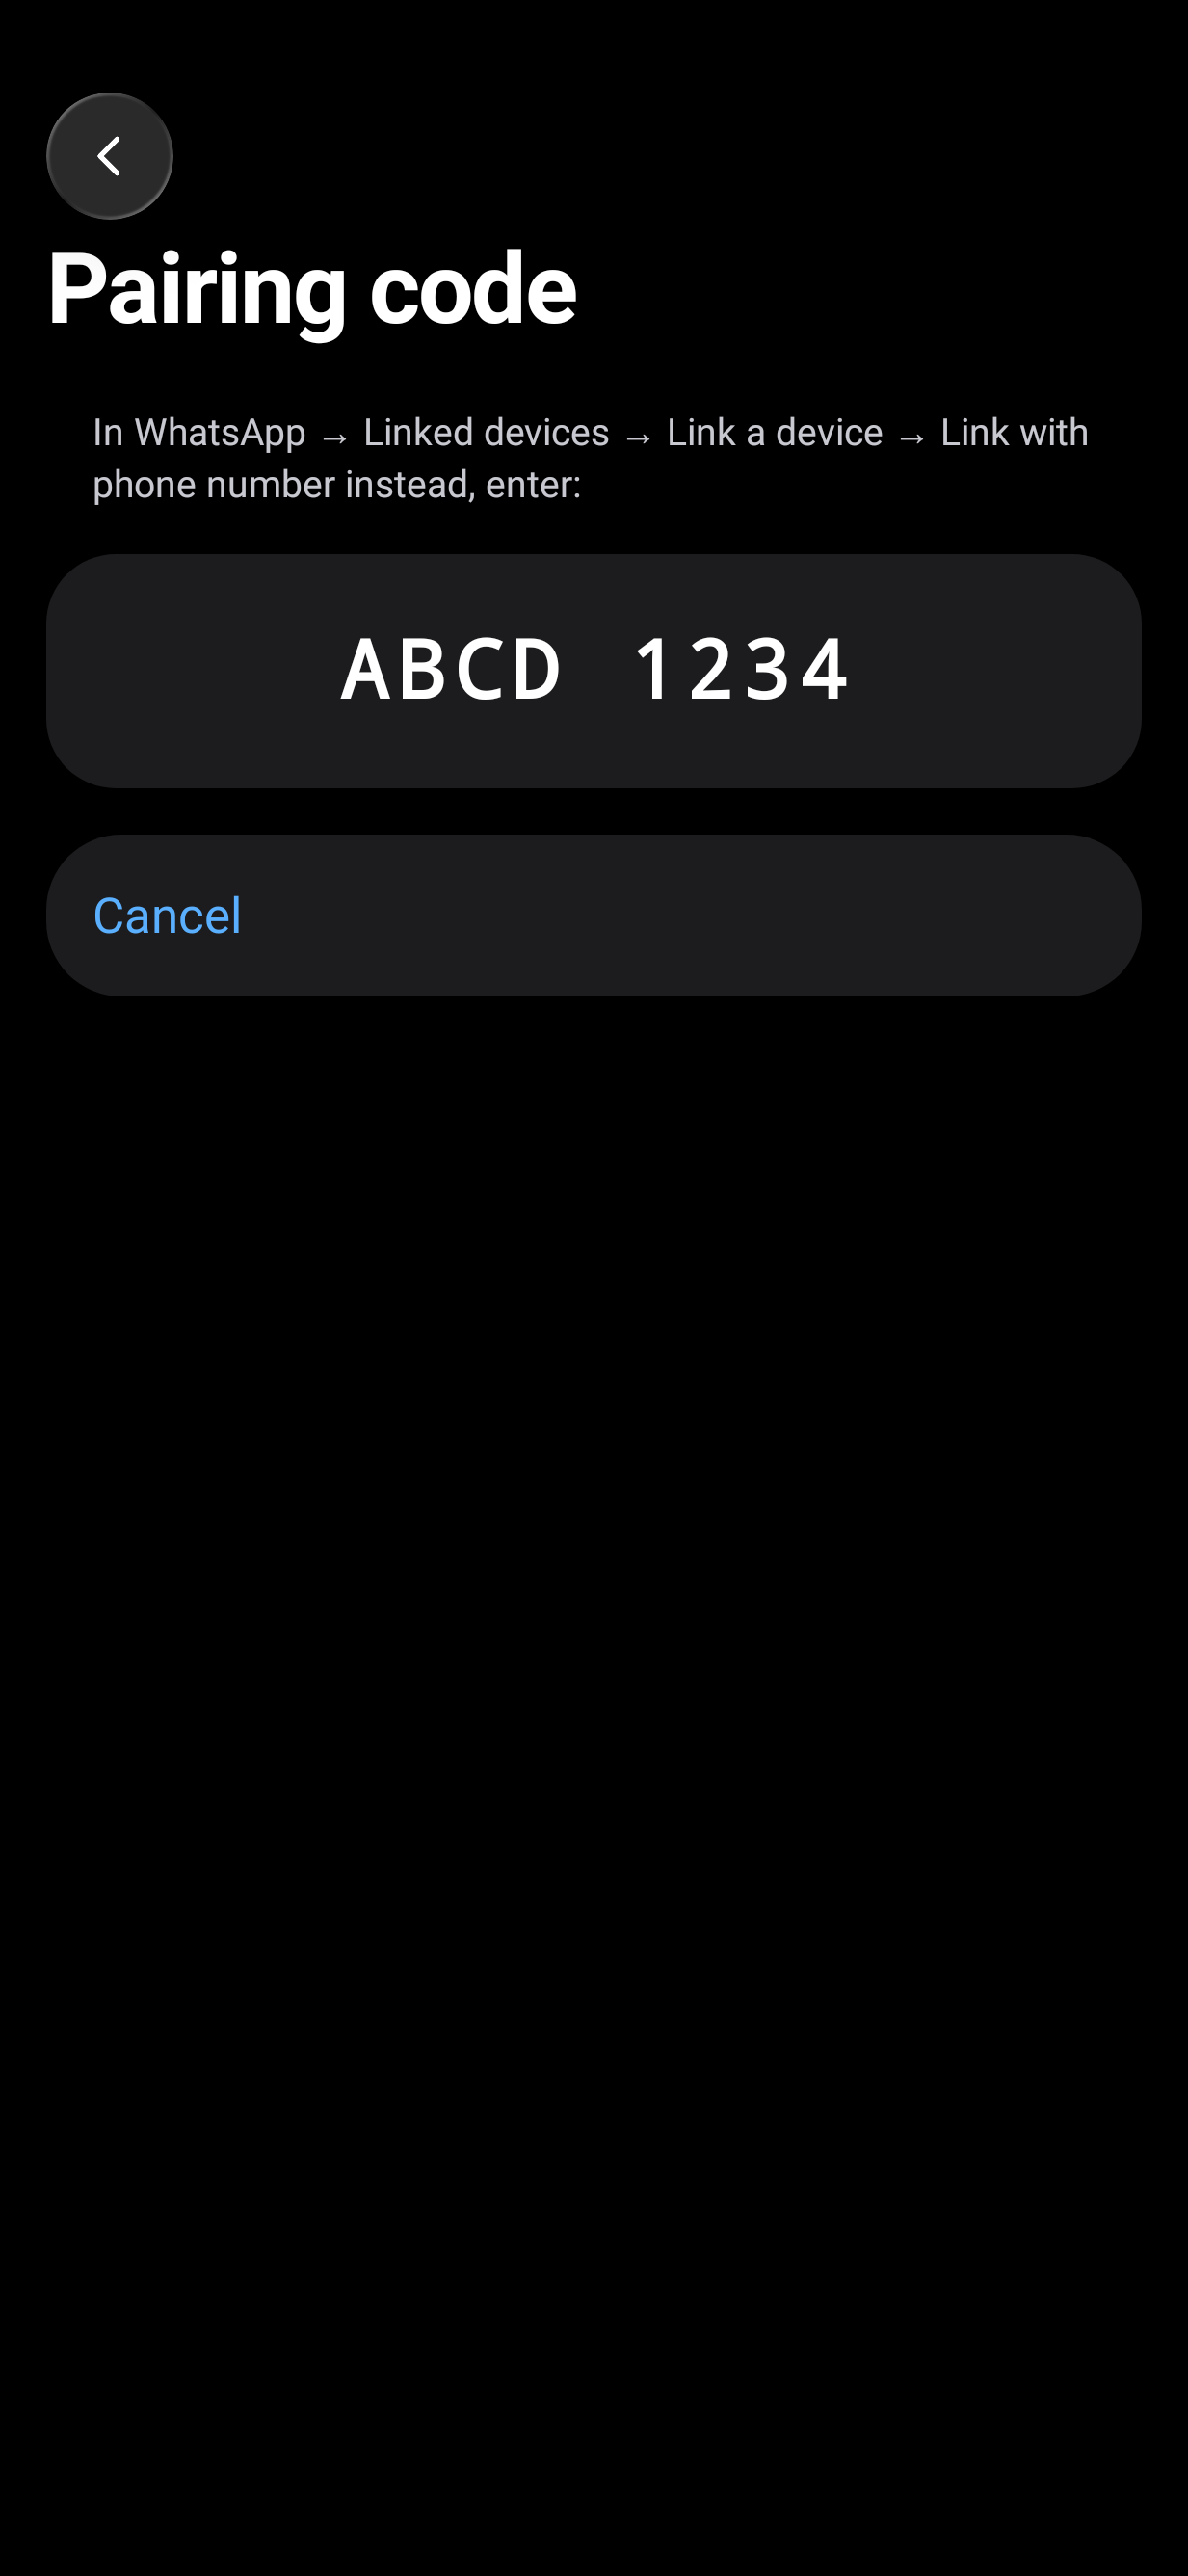 Pairing code
In WhatsApp → Linked devices → Link a device → Link with
phone number instead, enter:
ABCD 1234
Cancel